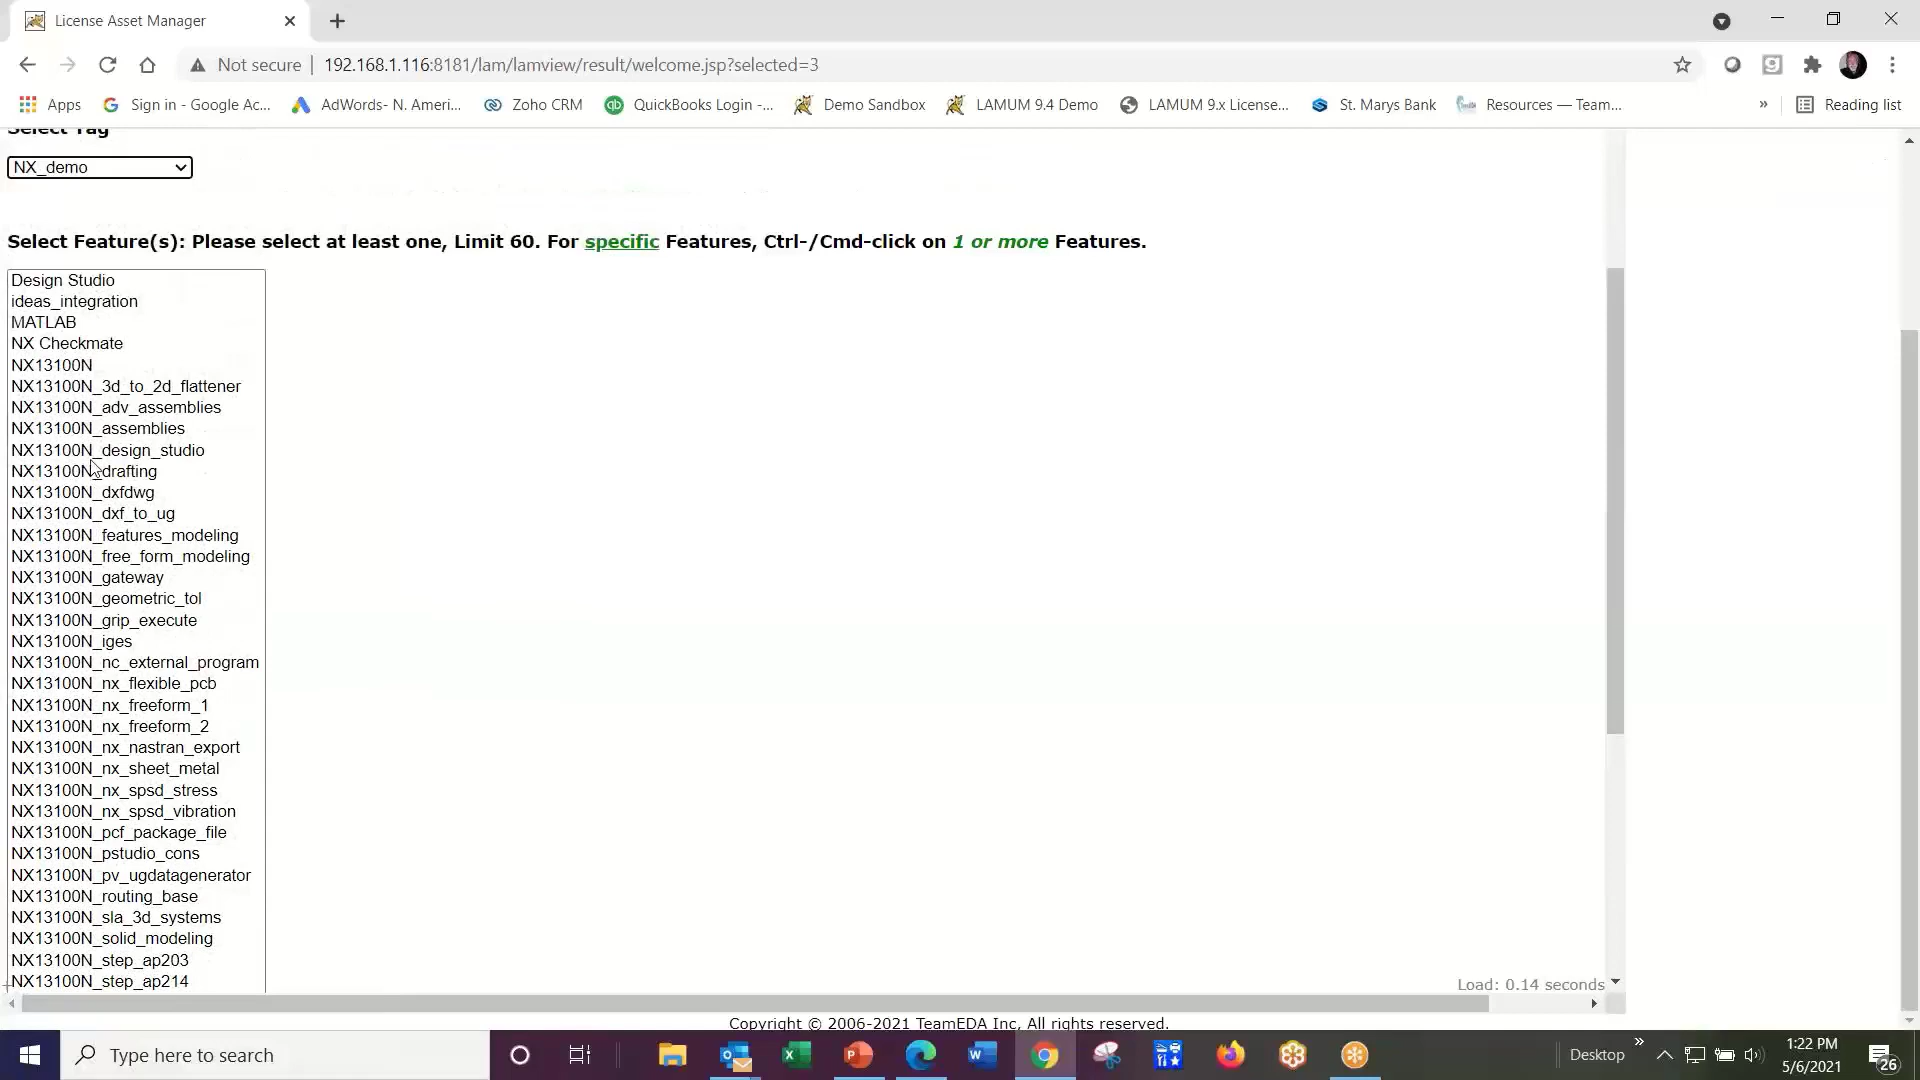 License Asset Manager
Not secure 192.168.1.116:8181/lam/lamview/result/welcome.jsp?selected=3
Apps Sign in - Google Ac... AdWords- N. Ameri... Zoho CRM QuickBooks Login -... Demo Sandbox LAMUM 9.4 Demo LAMUM 9.x License... St. Marys Bank Resources — Team... » Reading list
Select Tag
NX_demo
Select Feature(s): Please select at least one, Limit 60. For specific Features, Ctrl-/Cmd-click on 1 or more Features.
Design Studio
ideas_integration
MATLAB
NX Checkmate
NX13100N
NX13100N_3d_to_2d_flattener
NX13100N_adv_assemblies
NX13100N_assemblies
NX13100N_design_studio
NX13100N_drafting
NX13100N_dxfdwg
NX13100N_dxf_to_ug
NX13100N_features_modeling
NX13100N_free_form_modeling
NX13100N_gateway
NX13100N_geometric_tol
NX13100N_grip_execute
NX13100N_iges
NX13100N_nc_external_program
NX13100N_nx_flexible_pcb
NX13100N_nx_freeform_1
NX13100N_nx_freeform_2
NX13100N_nx_nastran_export
NX13100N_nx_sheet_metal
NX13100N_nx_spsd_stress
NX13100N_nx_spsd_vibration
NX13100N_pcf_package_file
NX13100N_pstudio_cons
NX13100N_pv_ugdatagenerator
NX13100N_routing_base
NX13100N_sla_3d_systems
NX13100N_solid_modeling
NX13100N_step_ap203
NX13100N_step_ap214
Load: 0.14 seconds
Copyright © 2006-2021 TeamEDA Inc, All rights reserved.
Type here to search
Desktop »
1:22 PM
5/6/2021
26